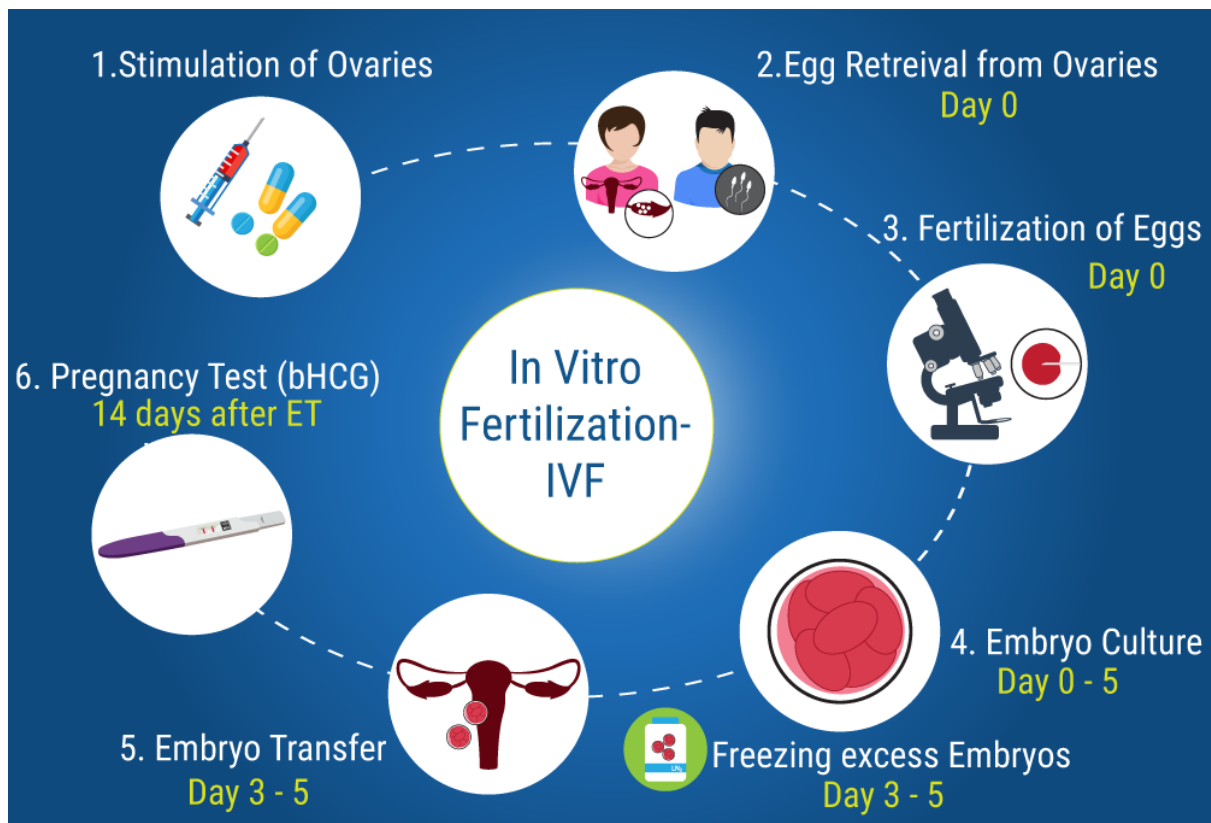 1.Stimulation of Ovaries
2.Egg Retreival from Ovaries
Day 0
3. Fertilization of Eggs
Day 0
In Vitro
Fertilization-
IVF
4. Embryo Culture
Day 0 - 5
LN₂
Freezing excess Embryos
Day 3 - 5
5. Embryo Transfer
Day 3 - 5
6. Pregnancy Test (bHCG)
14 days after ET